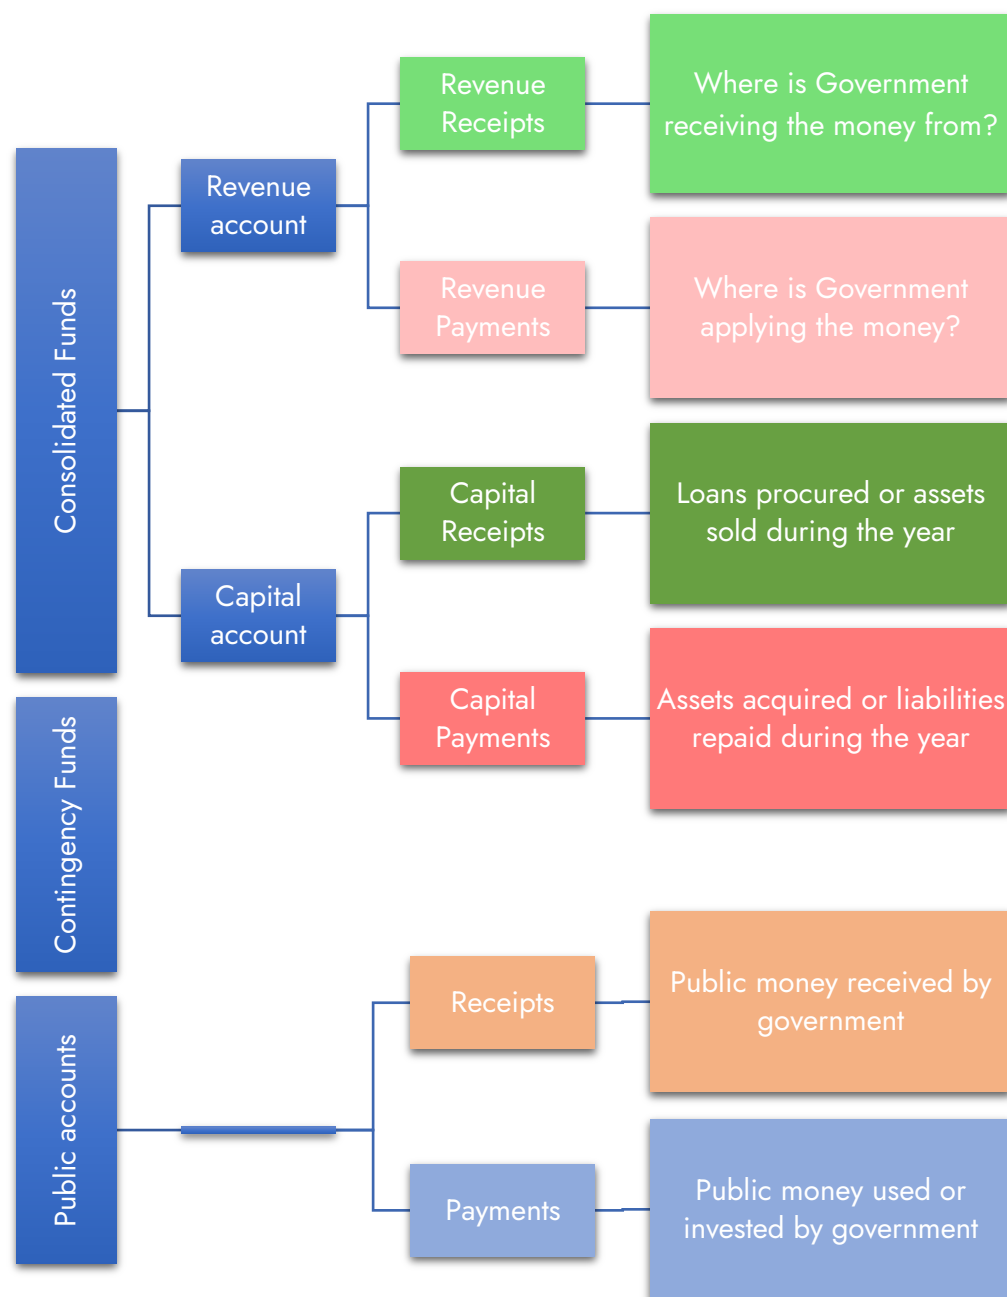 Consolidated Funds
Revenue
account
Revenue
Receipts
Where is Government
receiving the money from?
Revenue
Payments
Where is Government
applying the money?
Capital
account
Capital
Receipts
Loans procured or assets
sold during the year
Capital
Payments
Assets acquired or liabilities
repaid during the year
Contingency Funds
Public accounts
Receipts
Public money received by
government
Payments
Public money used or
invested by government